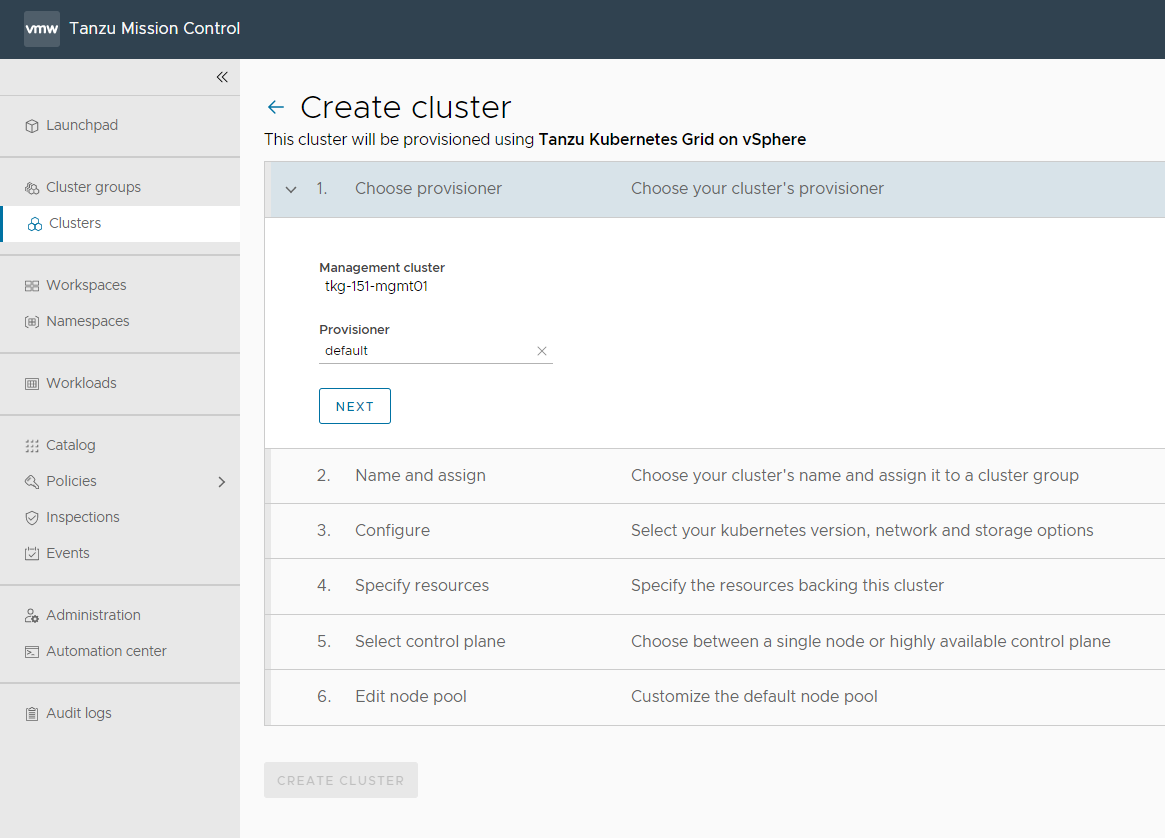 vmw Tanzu Mission Control
Launchpad
Cluster groups
Clusters
Workspaces
Namespaces
Workloads
Catalog
Policies
Inspections
Events
Administration
Automation center
Audit logs
Create cluster
This cluster will be provisioned using Tanzu Kubernetes Grid on vSphere
1. Choose provisioner Choose your cluster's provisioner
Management cluster
tkg-151-mgmt01
Provisioner
default
NEXT
2. Name and assign Choose your cluster's name and assign it to a cluster group
3. Configure Select your kubernetes version, network and storage options
4. Specify resources Specify the resources backing this cluster
5. Select control plane Choose between a single node or highly available control plane
6. Edit node pool Customize the default node pool
CREATE CLUSTER